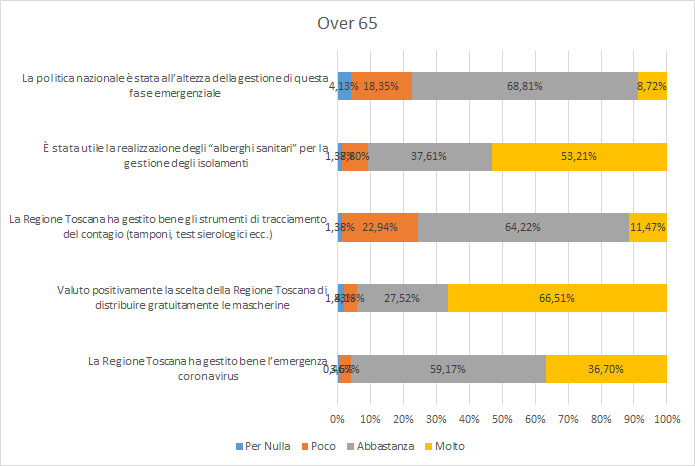 Over 65
La politica nazionale è stata all’altezza della gestione di questa
fase emergenziale
4,13% 18,35% 68,81% 8,72%
È stata utile la realizzazione degli “alberghi sanitari” per la
gestione degli isolamenti
37,61% 53,21%
La Regione Toscana ha gestito bene gli strumenti di tracciamento
del contagio (tamponi, test sierologici ecc.)
1,38% 22,94% 64,22% 11,47%
Valuto positivamente la scelta della Regione Toscana di
distribuire gratuitamente le mascherine
27,52% 66,51%
La Regione Toscana ha gestito bene l’emergenza
coronavirus
59,17% 36,70%
0% 10% 20% 30% 40% 50% 60% 70% 80% 90% 100%
Per Nulla Poco Abbastanza Molto